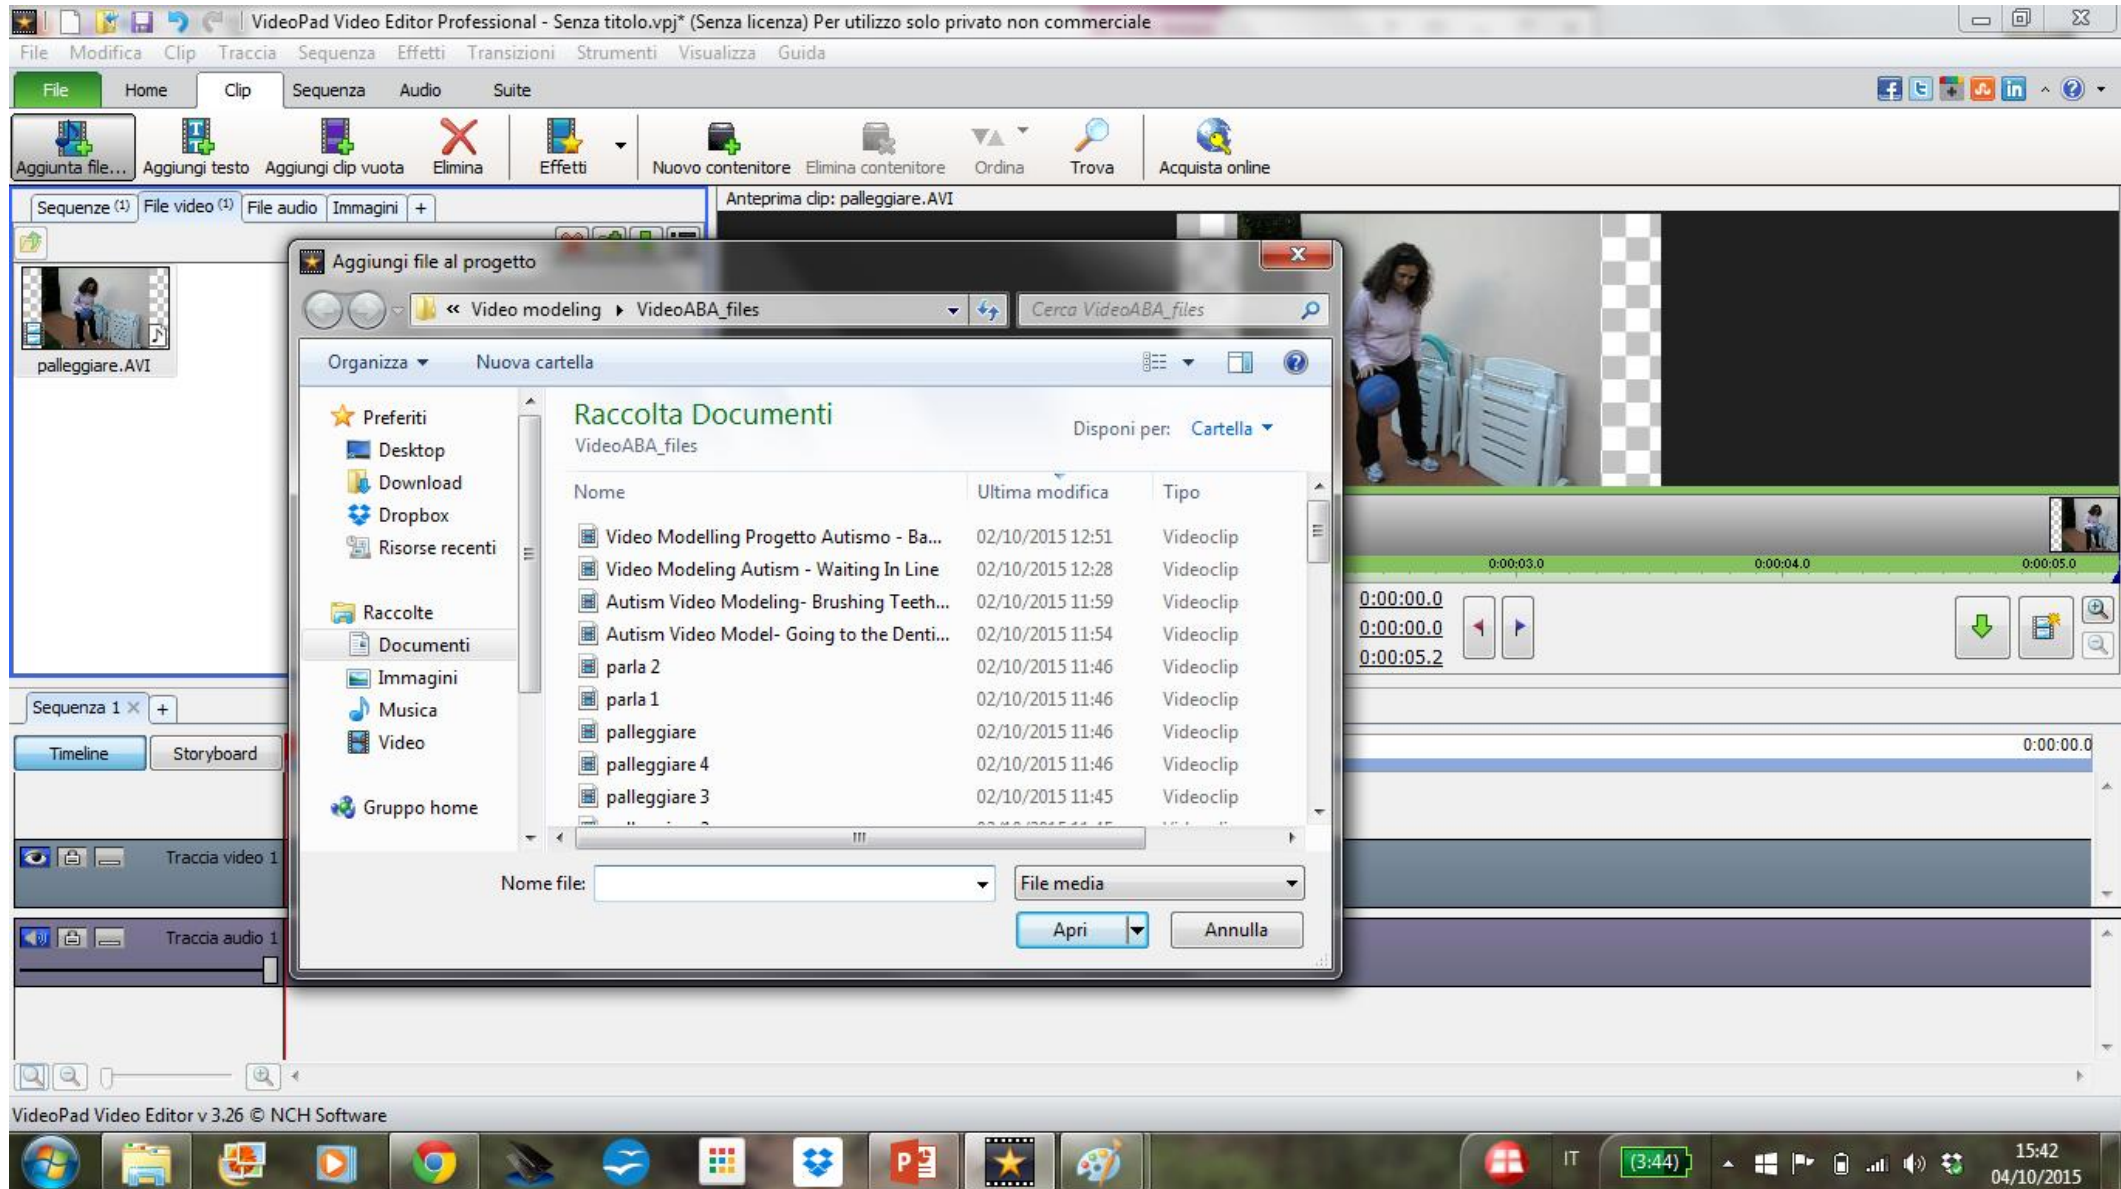 VideoPad Video Editor Professional - Senza titolo.vpj* (Senza licenza) Per utilizzo solo privato non commerciale
File Modifica Clip Traccia Sequenza Effetti Transizioni Strumenti Visualizza Guida
File Home Clip Sequenza Audio Suite
Aggiunta file... Aggiungi testo Aggiungi clip vuota Elimina Effetti Nuovo contenitore Elimina contenitore Ordina Trova Acquista online
Sequenze (1) File video (1) File audio Immagini +
Anteprima clip: palleggiare.AVI
palleggiare.AVI
Aggiungi file al progetto
« Video modeling VideoABA_files
Cerca VideoABA_files
Organizza Nuova cartella
Preferiti
Desktop
Download
Dropbox
Risorse recenti
Raccolte
Documenti
Immagini
Musica
Video
Gruppo home
Raccolta Documenti
VideoABA_files
Disponi per: Cartella
Nome Ultima modifica Tipo
Video Modelling Progetto Autismo - Ba... 02/10/2015 12:51 Videoclip
Video Modeling Autism - Waiting In Line 02/10/2015 12:28 Videoclip
Autism Video Modeling- Brushing Teeth... 02/10/2015 11:59 Videoclip
Autism Video Model- Going to the Denti... 02/10/2015 11:54 Videoclip
parla 2 02/10/2015 11:46 Videoclip
parla 1 02/10/2015 11:46 Videoclip
palleggiare 02/10/2015 11:46 Videoclip
palleggiare 4 02/10/2015 11:46 Videoclip
palleggiare 3 02/10/2015 11:45 Videoclip
Nome file: File media
Apri Annulla
0:00:03.0 0:00:04.0 0:00:05.0
0:00:00.0
0:00:00.0
0:00:05.2
Sequenza 1 × +
Timeline Storyboard
0:00:00.0
Traccia video 1
Traccia audio 1
VideoPad Video Editor v 3.26 © NCH Software
IT (3:44) 15:42
04/10/2015